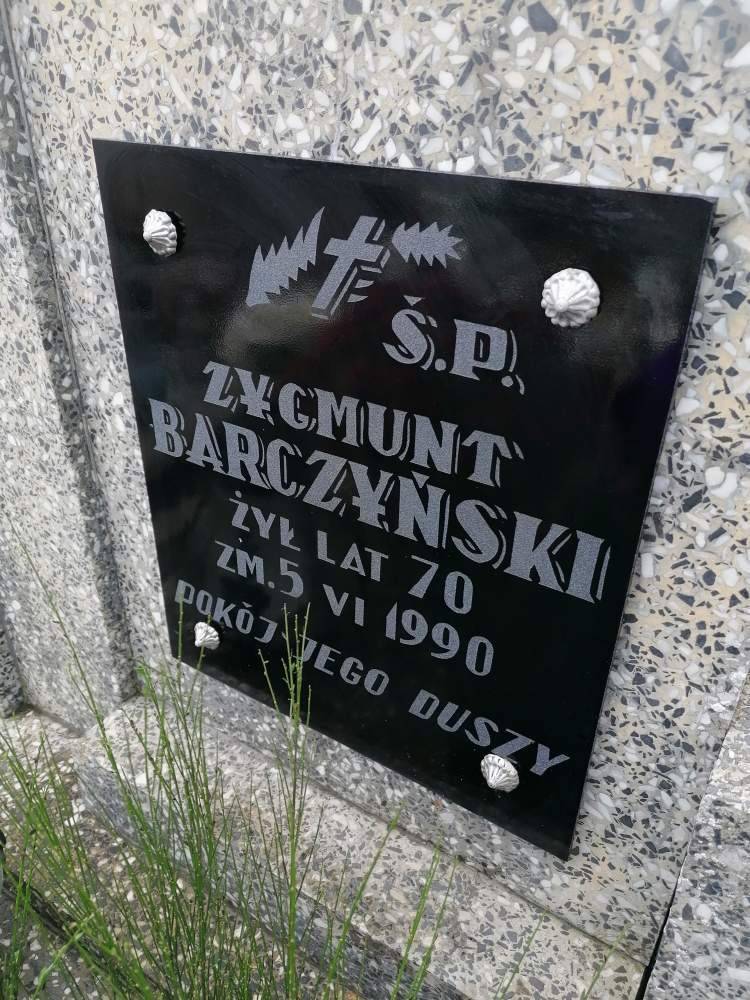 Ś.P.
ZYGMUNT
BARCZYŃSKI
ŻYŁ LAT 70
ZM. 5 VI 1990
POKÓJ JEGO DUSZY